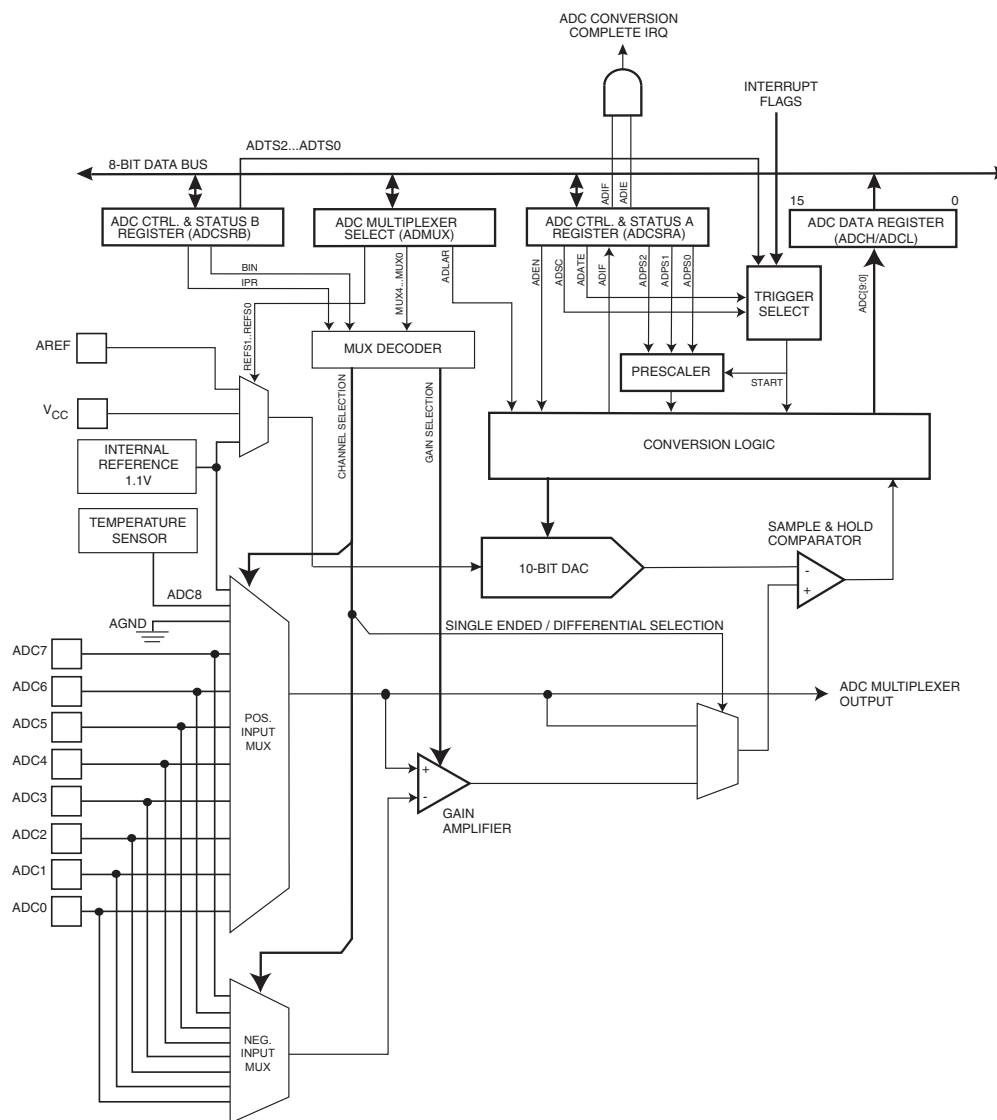 ADC CONVERSION
COMPLETE IRQ
INTERRUPT
FLAGS
ADTS2...ADTS0
8-BIT DATA BUS
ADIF
ADIE
15
0
ADC CTRL. & STATUS B
REGISTER (ADCSRB)
ADC MULTIPLEXER
SELECT (ADMUX)
ADC CTRL. & STATUS A
REGISTER (ADCSRA)
ADC DATA REGISTER
(ADCH/ADCL)
BIN
IPR
REFS1..REFS0
MUX4...MUX0
ADLAR
ADEN
ADSC
ADATE
ADIF
ADPS2
ADPS1
ADPS0
ADC[9:0]
TRIGGER
SELECT
MUX DECODER
PRESCALER
START
AREF
VCC
CHANNEL SELECTION
GAIN SELECTION
CONVERSION LOGIC
INTERNAL
REFERENCE
1.1V
TEMPERATURE
SENSOR
SAMPLE & HOLD
COMPARATOR
10-BIT DAC
-
+
ADC8
AGND
SINGLE ENDED / DIFFERENTIAL SELECTION
ADC7
ADC6
ADC5
ADC4
ADC3
ADC2
ADC1
ADC0
POS.
INPUT
MUX
ADC MULTIPLEXER
OUTPUT
+
-
GAIN
AMPLIFIER
NEG.
INPUT
MUX